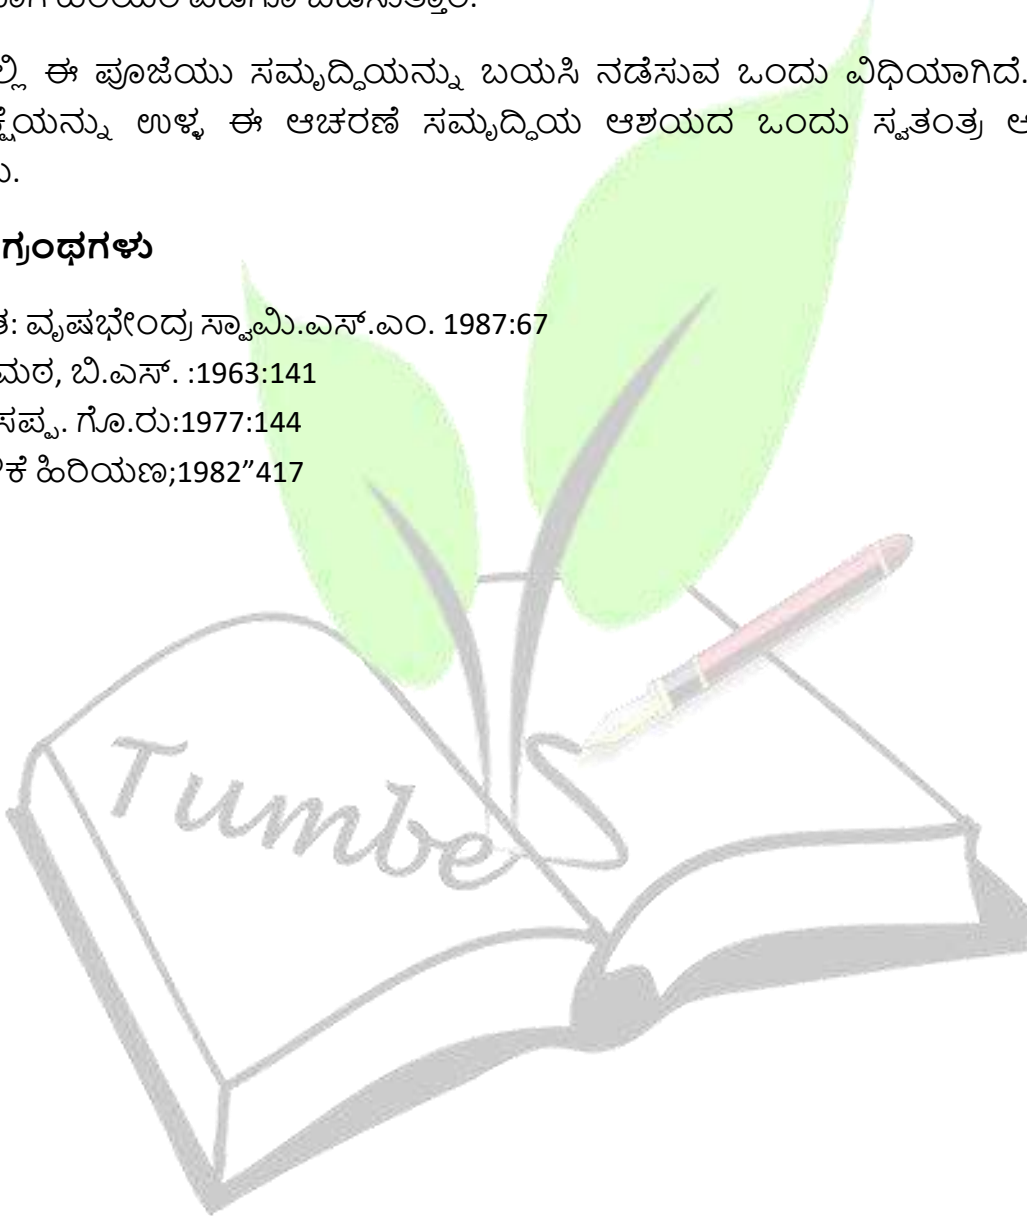 ಈ ಪೂಜೆಯು ಸಮೃದ್ಧಿಯನ್ನು ಬಯಸಿ ನಡೆಸುವ ಒಂದು ವಿಧಿಯಾಗಿದೆ.
ಉಳ್ಳ ಈ ಆಚರಣೆ ಸಮೃದ್ಧಿಯ ಆಶಯದ ಒಂದು ಸ್ವತಂತ್ರ
ಗ್ರಂಥಗಳು
ವೃಷಭೇಂದ್ರ ಸ್ವಾಮಿ.ಎಸ್.ಎಂ. 1987:67
ಮಠ, ಬಿ.ಎಸ್. :1963:141
ಸಪ್ಪ. ಗೊ.ರು:1977:144
ಹಿರಿಯಣ;1982”417
Tumbe